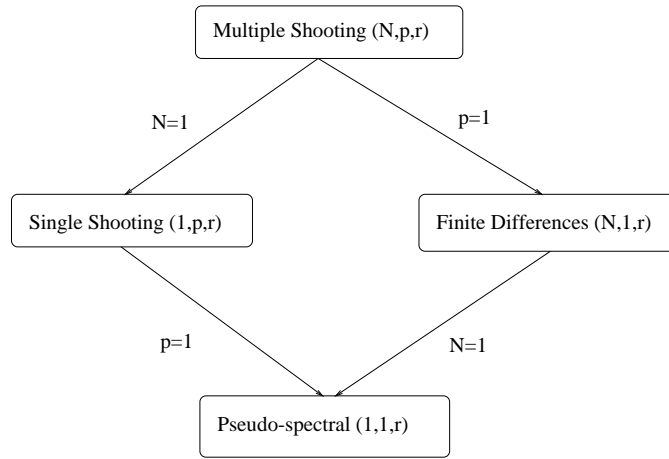 Multiple Shooting (N,p,r)
N=1
p=1
Single Shooting (1,p,r)
Finite Differences (N,1,r)
p=1
N=1
Pseudo-spectral (1,1,r)